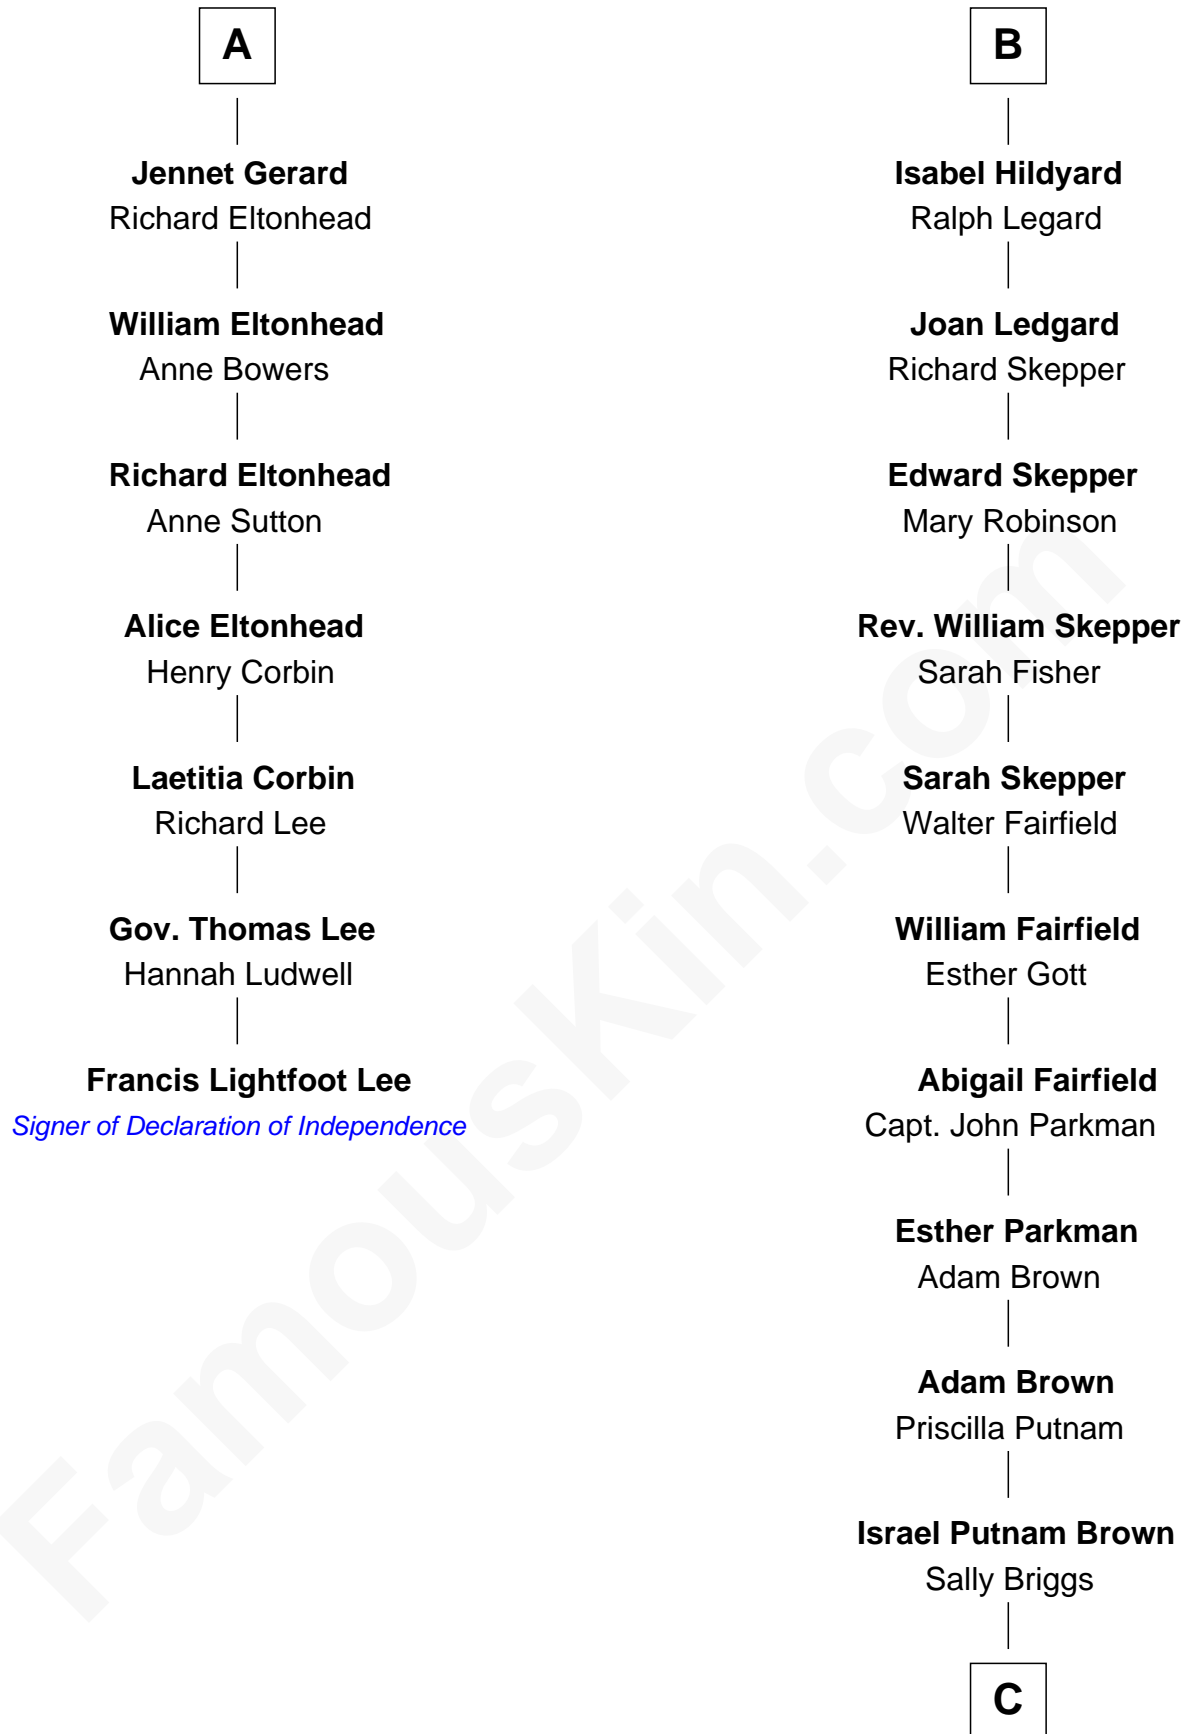 A
Jennet Gerard
Richard Eltonhead
William Eltonhead
Anne Bowers
Richard Eltonhead
Anne Sutton
Alice Eltonhead
Henry Corbin
Laetitia Corbin
Richard Lee
Gov. Thomas Lee
Hannah Ludwell
Francis Lightfoot Lee
Signer of Declaration of Independence
B
Isabel Hildyard
Ralph Legard
Joan Ledgard
Richard Skepper
Edward Skepper
Mary Robinson
Rev. William Skepper
Sarah Fisher
Sarah Skepper
Walter Fairfield
William Fairfield
Esther Gott
Abigail Fairfield
Capt. John Parkman
Esther Parkman
Adam Brown
Adam Brown
Priscilla Putnam
Israel Putnam Brown
Sally Briggs
C
FamousKin.com